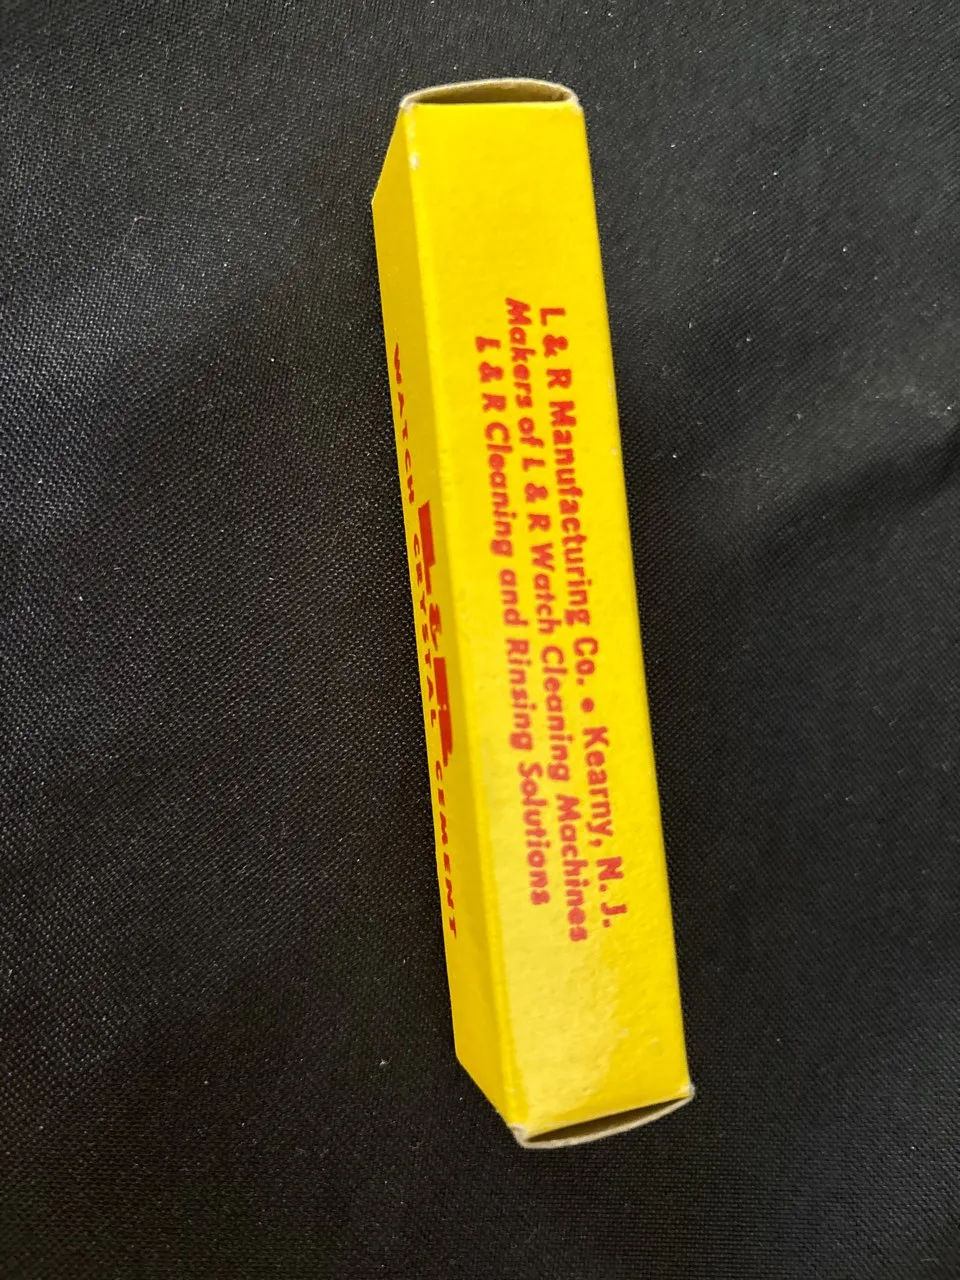 L & R Manufacturing Co. • Kearny, N. J.
Makers of L & R Watch Cleaning Machines
L & R Cleaning and Rinsing Solutions
L & R
WATCH CRYSTAL CEMENT